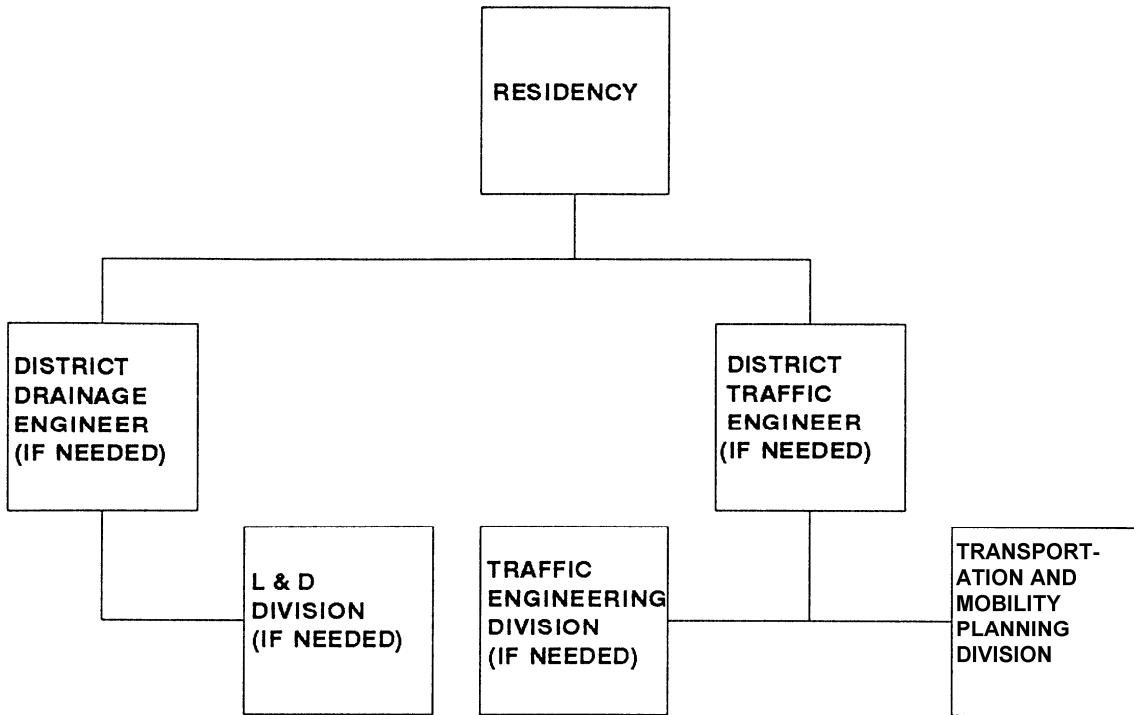 RESIDENCY
DISTRICT
DRAINAGE
ENGINEER
(IF NEEDED)
DISTRICT
TRAFFIC
ENGINEER
(IF NEEDED)
L & D
DIVISION
(IF NEEDED)
TRAFFIC
ENGINEERING
DIVISION
(IF NEEDED)
TRANSPORT-
ATION AND
MOBILITY
PLANNING
DIVISION